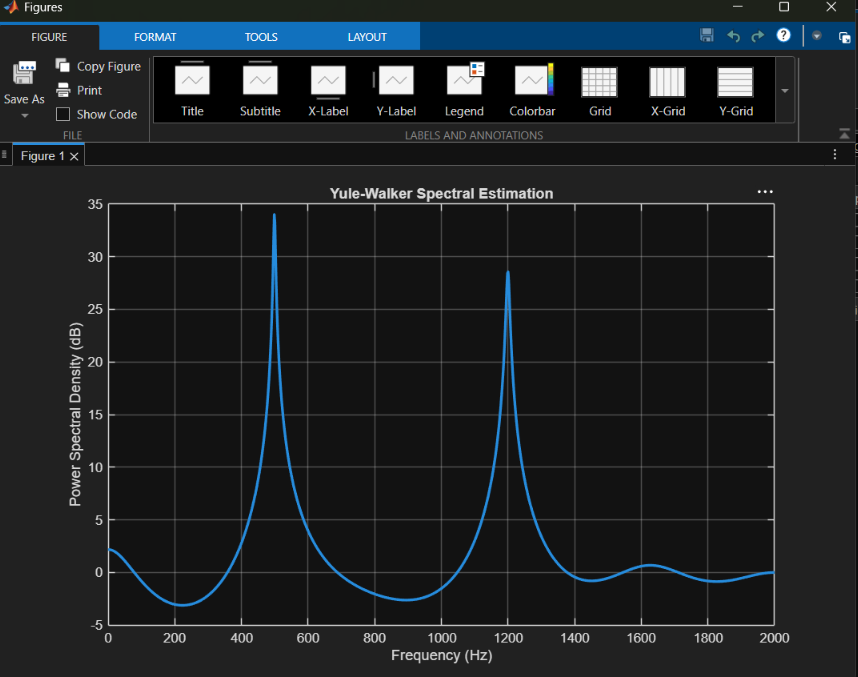 Figures
FIGURE FORMAT TOOLS LAYOUT
Save As
Copy Figure
Print
Show Code
FILE
Title Subtitle X-Label Y-Label Legend Colorbar Grid X-Grid Y-Grid
LABELS AND ANNOTATIONS
Figure 1
Yule-Walker Spectral Estimation
Power Spectral Density (dB)
35
30
25
20
15
10
5
0
-5
0 200 400 600 800 1000 1200 1400 1600 1800 2000
Frequency (Hz)